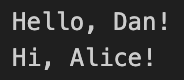 Hello, Dan!
Hi, Alice!